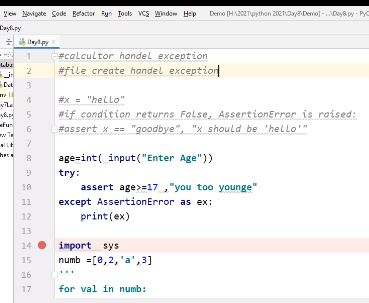 View Navigate Code Refactor Run Tools VCS Window Help Demo [H:\2021\python 2021\Day8\Demo] - ...\Day8.py - PyC
Day8.py
Day8.py
1 #calcultor handel exception
2 #file create handel exception
3
4 #x = "hello"
5 #if condition returns False, AssertionError is raised:
6 #assert x == "goodbye", "x should be 'hello'"
7
8 age=int( input("Enter Age"))
9 try:
10 assert age>=17 ,"you too younge"
11 except AssertionError as ex:
12 print(ex)
13
14 import sys
15 numb =[0,2,'a',3]
16 '''
17 for val in numb: